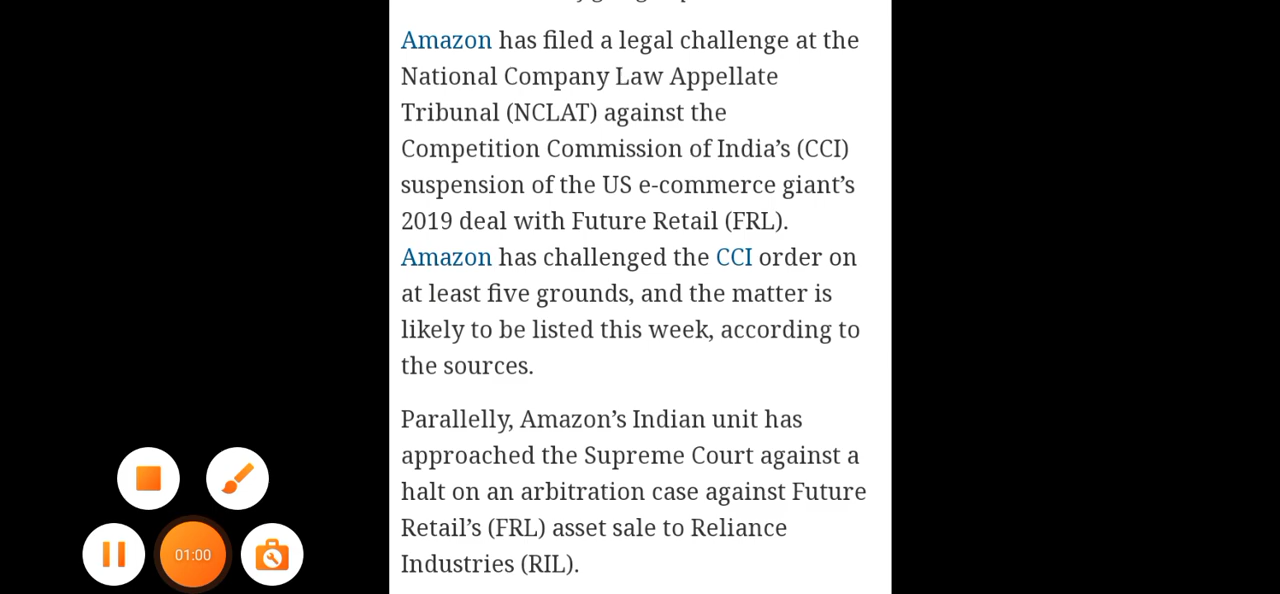 Amazon has filed a legal challenge at the
National Company Law Appellate
Tribunal (NCLAT) against the
Competition Commission of India’s (CCI)
suspension of the US e-commerce giant’s
2019 deal with Future Retail (FRL).
Amazon has challenged the CCI order on
at least five grounds, and the matter is
likely to be listed this week, according to
the sources.
Parallelly, Amazon’s Indian unit has
approached the Supreme Court against a
halt on an arbitration case against Future
Retail’s (FRL) asset sale to Reliance
Industries (RIL).
01:00